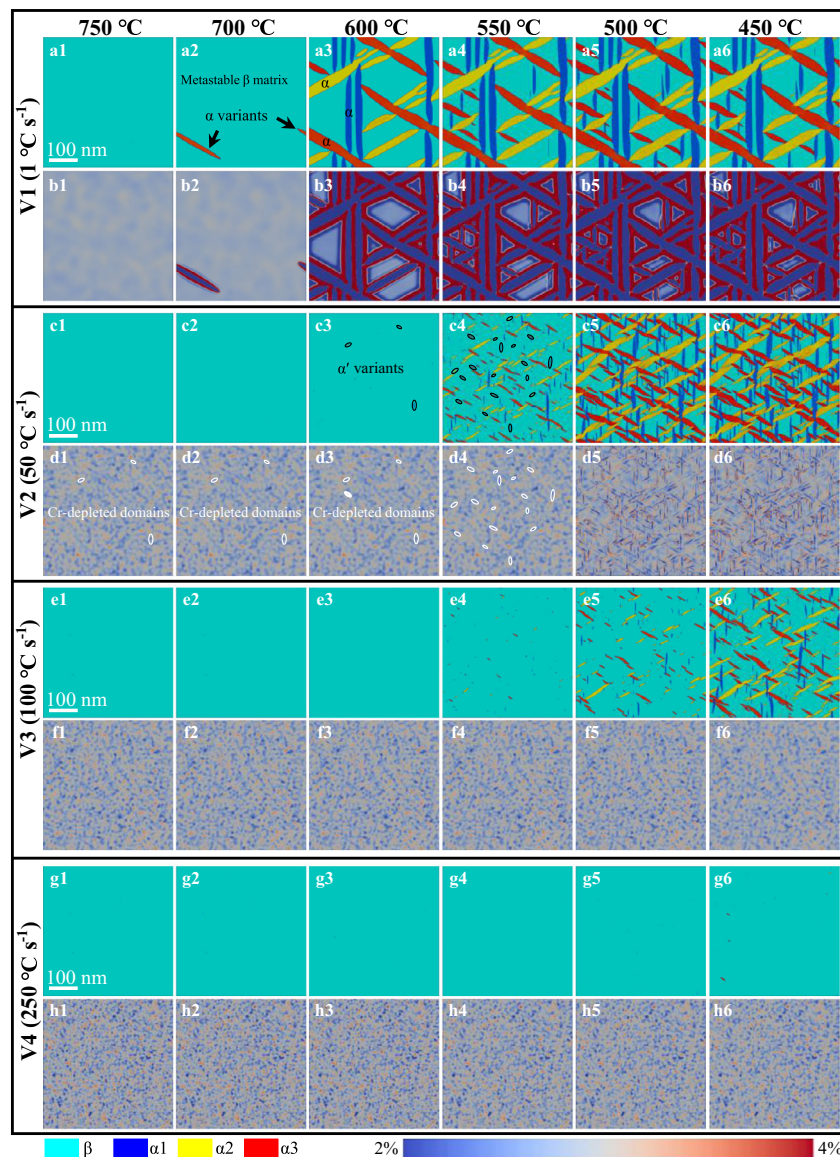 750 °C 700 °C 600 °C 550 °C 500 °C 450 °C
V1 (1 °C s⁻¹)
a1 a2 a3 a4 a5 a6
Metastable β matrix
α
α variants
α
α
100 nm
b1 b2 b3 b4 b5 b6
V2 (50 °C s⁻¹)
c1 c2 c3 c4 c5 c6
α′ variants
100 nm
d1 d2 d3 d4 d5 d6
Cr-depleted domains Cr-depleted domains Cr-depleted domains
V3 (100 °C s⁻¹)
e1 e2 e3 e4 e5 e6
100 nm
f1 f2 f3 f4 f5 f6
V4 (250 °C s⁻¹)
g1 g2 g3 g4 g5 g6
100 nm
h1 h2 h3 h4 h5 h6
β α1 α2 α3 2% 4%